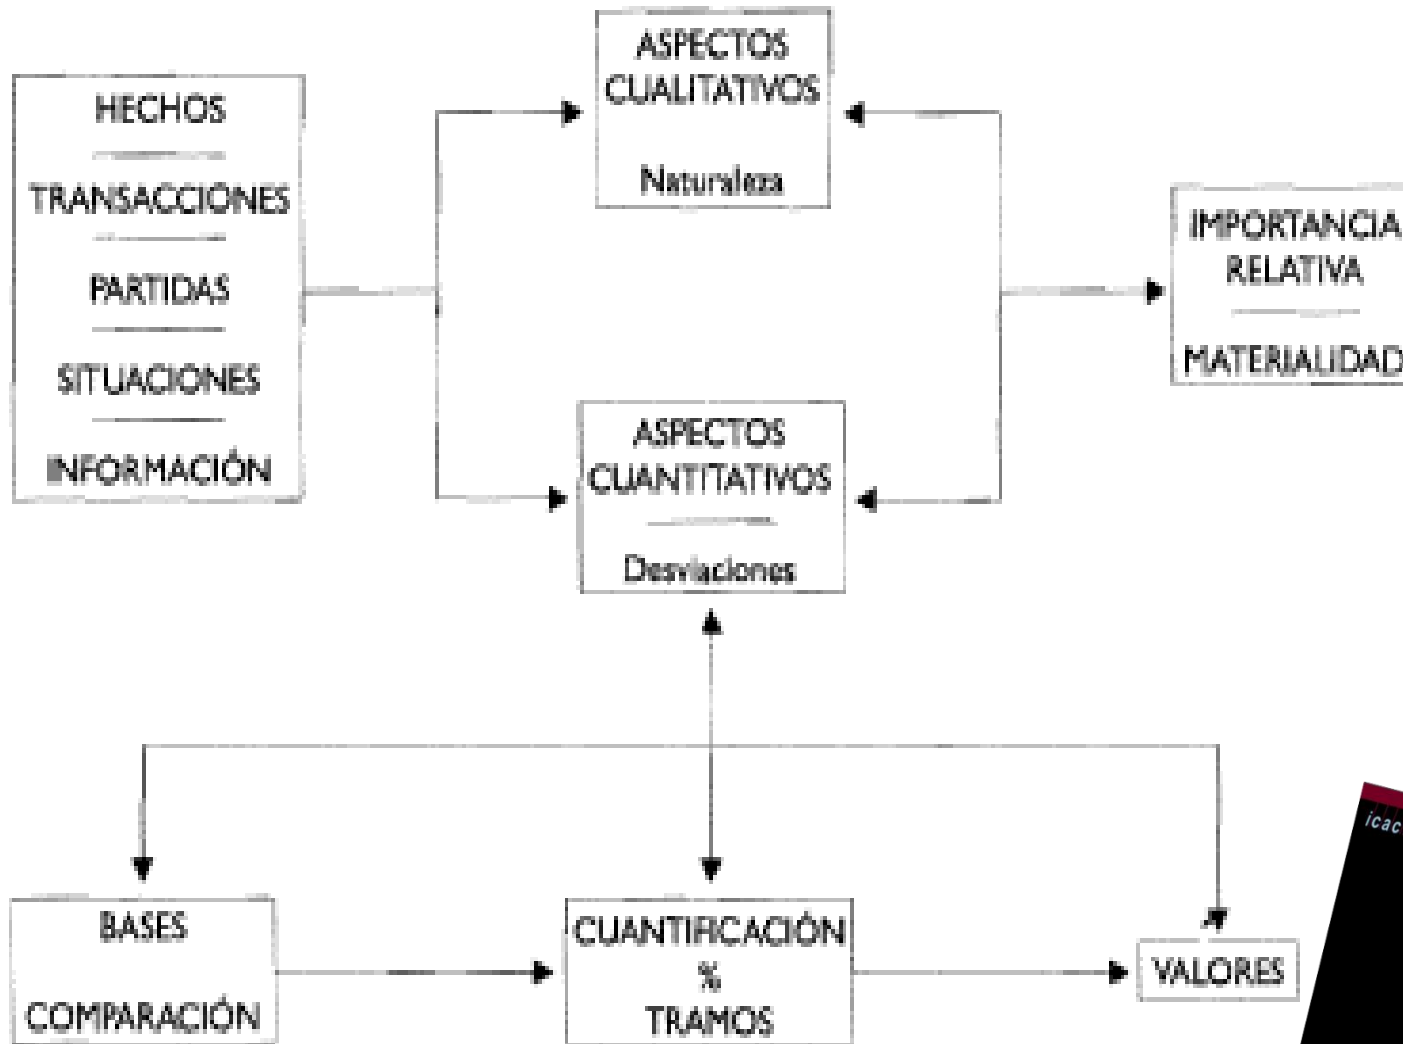 HECHOS
TRANSACCIONES
PARTIDAS
SITUACIONES
INFORMACIÓN
ASPECTOS
CUALITATIVOS
Naturaleza
ASPECTOS
CUANTITATIVOS
Desviaciones
IMPORTANCIA
RELATIVA
MATERIALIDAD
BASES
COMPARACIÓN
CUANTIFICACIÓN
%
TRAMOS
VALORES
icac